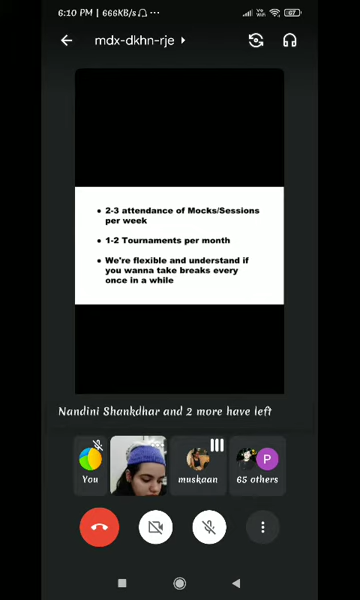 6:10 PM | 666KB/s
67
mdx-dkhn-rje
• 2-3 attendance of Mocks/Sessions
per week
• 1-2 Tournaments per month
• We're flexible and understand if
you wanna take breaks every
once in a while
Nandini Shankdhar and 2 more have left
P
You
muskaan
65 others